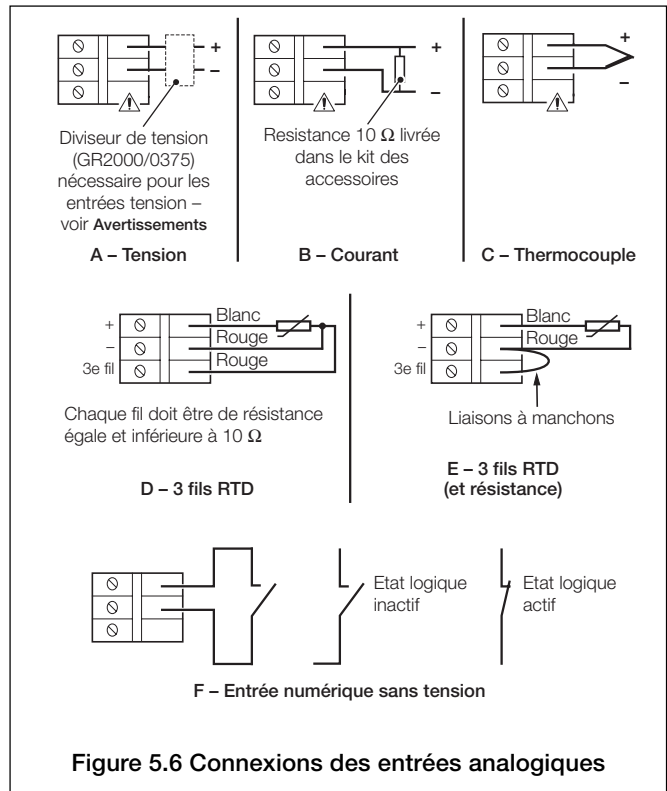 +
–
Diviseur de tension
(GR2000/0375)
nécessaire pour les
entrées tension –
voir Avertissements
A – Tension
+
–
Resistance 10 Ω livrée
dans le kit des
accessoires
B – Courant
+
–
C – Thermocouple
+
–
3e fil
Blanc
Rouge
Rouge
Chaque fil doit être de résistance
égale et inférieure à 10 Ω
D – 3 fils RTD
+
–
3e fil
Blanc
Rouge
Liaisons à manchons
E – 3 fils RTD
(et résistance)
Etat logique
inactif
Etat logique
actif
F – Entrée numérique sans tension
Figure 5.6 Connexions des entrées analogiques